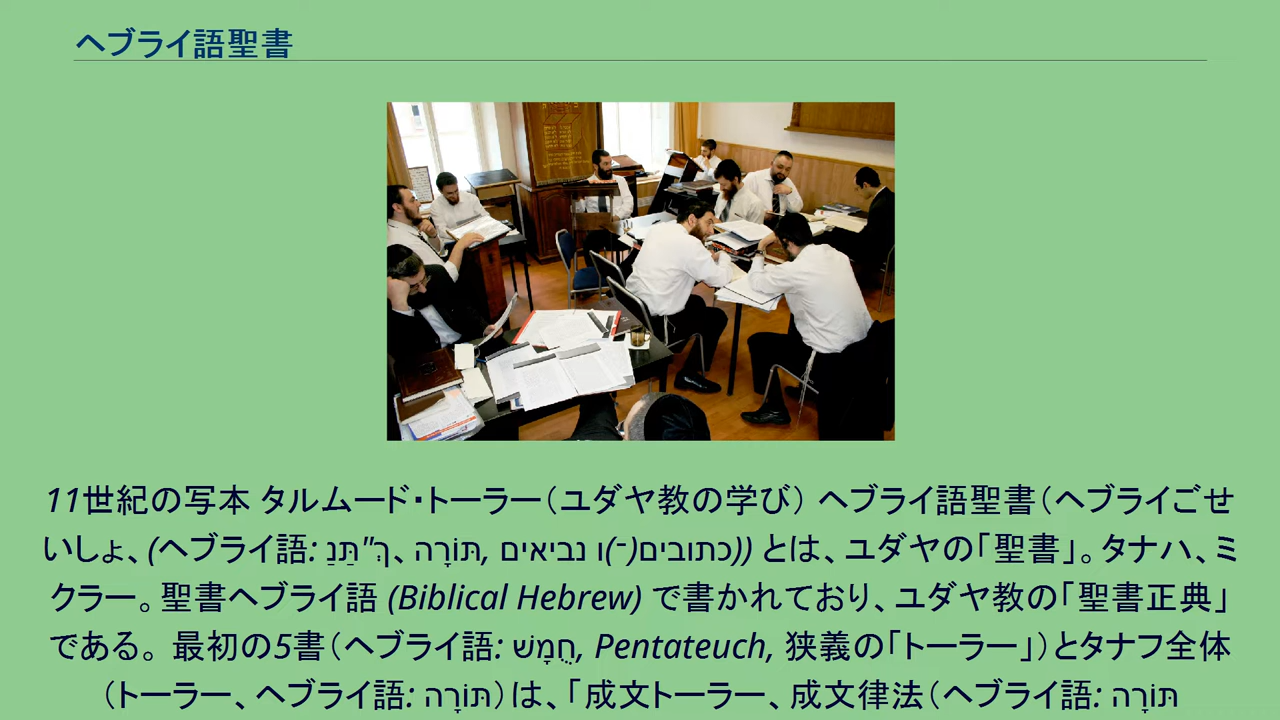 ヘブライ語聖書
11世紀の写本 タルムード・トーラー（ユダヤ教の学び） ヘブライ語聖書（ヘブライごせ
いしょ、(ヘブライ語: תַּנַ"ךְ、תּוֹרָה, נביאים ו(־)כתובים)) とは、ユダヤの「聖書」。タナハ、ミ
クラー。聖書ヘブライ語 (Biblical Hebrew) で書かれており、ユダヤ教の「聖書正典」
である。 最初の5書（ヘブライ語: חֻמָשׁ, Pentateuch, 狭義の「トーラー」）とタナフ全体
（トーラー、ヘブライ語: תּוֹרָה）は、「成文トーラー、成文律法（ヘブライ語: תּוֹרָה